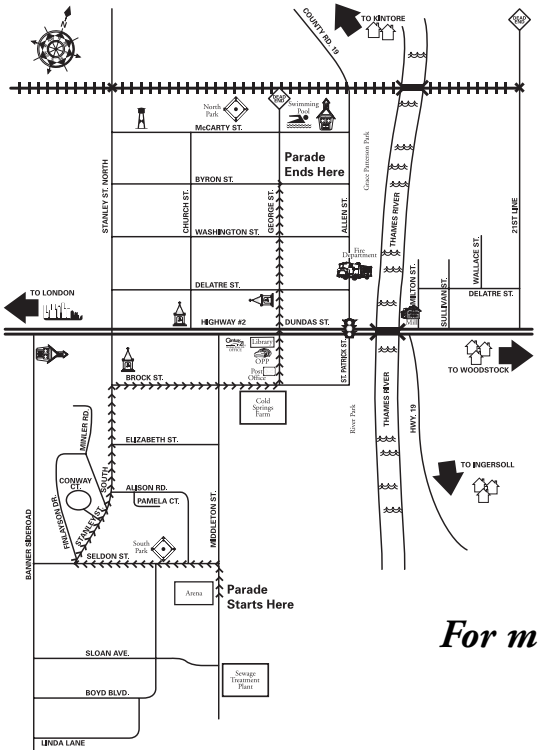 N
COUNTY RD. 19
TO KINTORE
DEAD
END
DEAD
END
North
Park
Swimming
Pool
McCARTY ST.
Parade
Ends Here
Grace Patterson Park
STANLEY ST. NORTH
BYRON ST.
CHURCH ST.
GEORGE ST.
ALLEN ST.
THAMES RIVER
21ST LINE
WASHINGTON ST.
Fire
Department
WALLACE ST.
SULLIVAN ST.
DELATRE ST.
DELATRE ST.
TO LONDON
Mill
HIGHWAY #2
DUNDAS ST.
Library
OPP
Post
Office
ST. PATRICK ST.
TO WOODSTOCK
BROCK ST.
Cold
Springs
Farm
River Park
THAMES RIVER
HWY. 19
MINLER RD.
ELIZABETH ST.
TO INGERSOLL
CONWAY
CT.
SOUTH
STANLEY ST.
FINLAYSON DR.
ALISON RD.
PAMELA CT.
MIDDLETON ST.
BANNER SIDEROAD
South
Park
SELDON ST.
Arena
Parade
Starts Here
For m
SLOAN AVE.
Sewage
Treatment
Plant
BOYD BLVD.
LINDA LANE